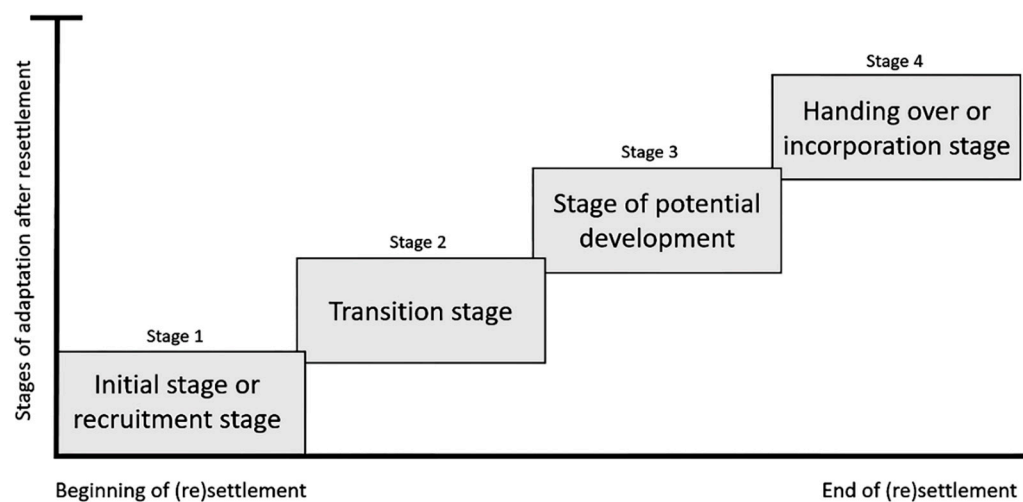 Stages of adaptation after resettlement
Stage 4
Handing over or
incorporation stage
Stage 3
Stage of potential
development
Stage 2
Transition stage
Stage 1
Initial stage or
recruitment stage
Beginning of (re)settlement
End of (re)settlement